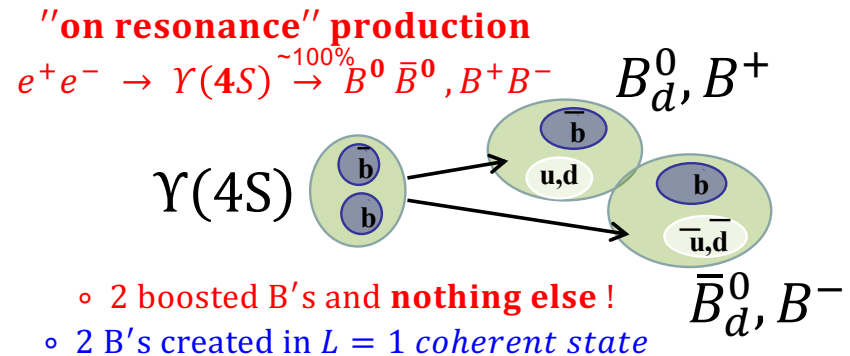 "on resonance" production
e⁺e⁻ → ϒ(4S) ~100%→ B⁰ B̄⁰ , B⁺B⁻
B⁰_d, B⁺
b̄
u,d
ϒ(4S)
b̄
b
b
ū,d̄
∘ 2 boosted B′s and nothing else !
B̄⁰_d, B⁻
∘ 2 B′s created in L = 1 coherent state